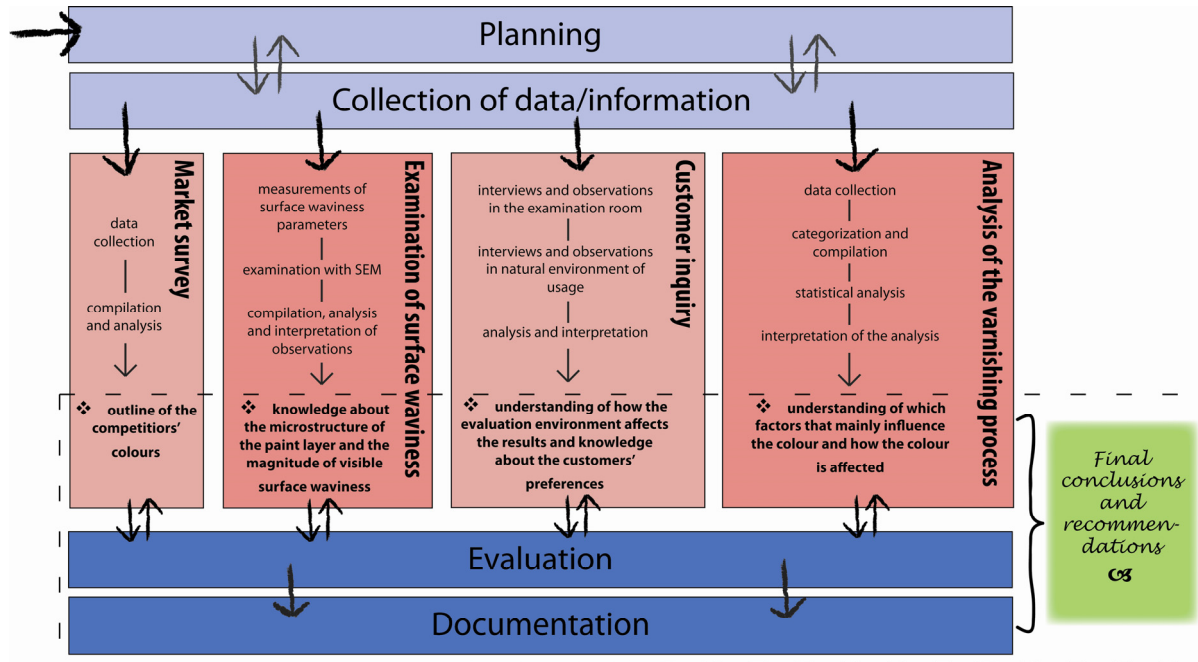 Planning
Collection of data/information
Market survey
data
collection
compilation
and analysis
❖ outline of the
competitiors'
colours
Examination of surface waviness
measurements of
surface waviness
parameters
examination with SEM
compilation, analysis
and interpretation of
observations
❖ knowledge about
the microstructure of
the paint layer and the
magnitude of visible
surface waviness
Customer inquiry
interviews and observations
in the examination room
interviews and observations
in natural environment of
usage
analysis and interpretation
❖ understanding of how the
evaluation environment affects
the results and knowledge
about the customers'
preferences
Analysis of the varnishing process
data collection
categorization and
compilation
statistical analysis
interpretation of the analysis
❖ understanding of which
factors that mainly influence
the colour and how the colour
is affected
Final
conclusions
and
recommen-
dations
Evaluation
Documentation